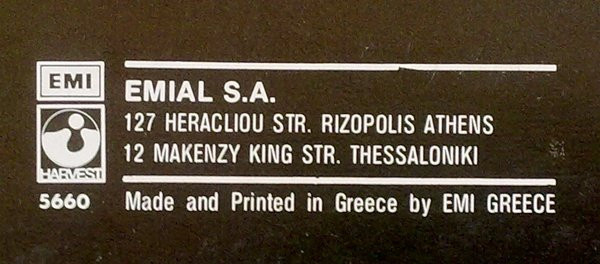 EMI
EMIAL S.A.
127 HERACLIOU STR. RIZOPOLIS ATHENS
12 MAKENZY KING STR. THESSALONIKI
HARVEST
5660 Made and Printed in Greece by EMI GREECE